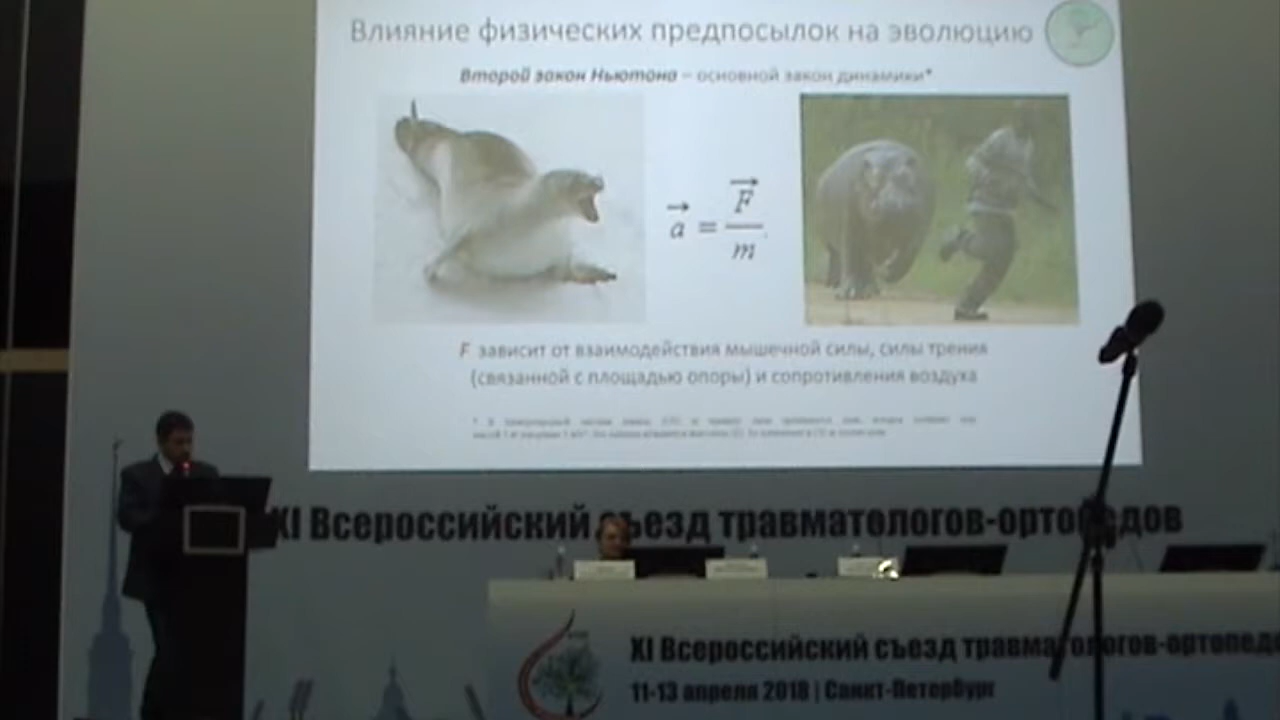 Влияние физических предпосылок на эволюцию
Второй закон Ньютона – основной закон динамики*
a = F
m
F зависит от взаимодействия мышечной силы, силы трения
(связанной с площадью опоры) и сопротивления воздуха
XI Всероссийский съезд травматологов-ортопедов
XI Всероссийский съезд травматологов-ортопед
11-13 апреля 2018 | Санкт-Петербург